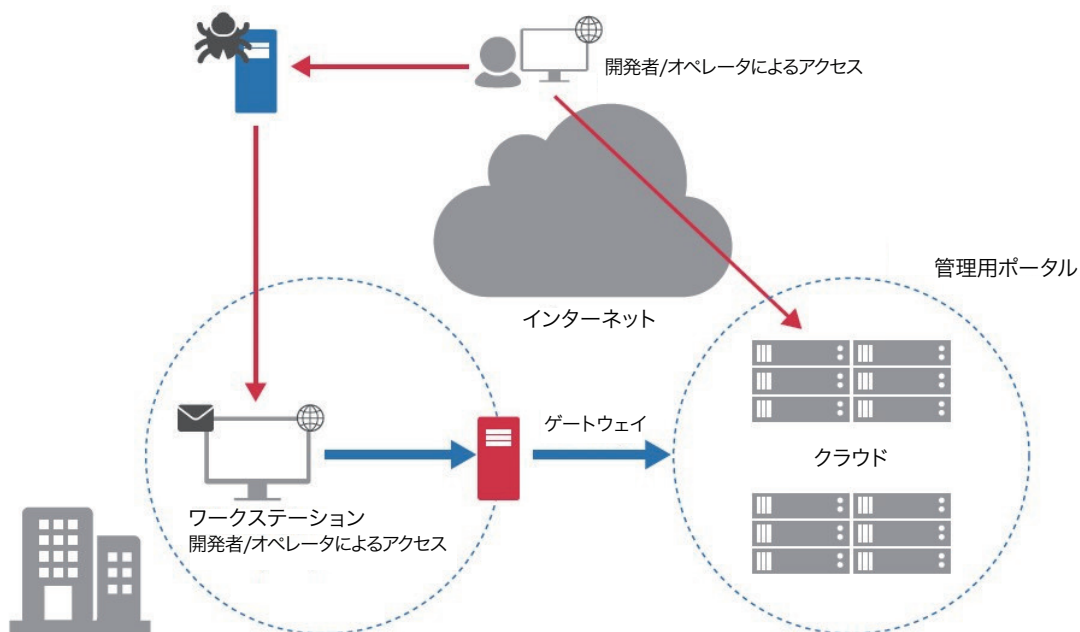 開発者/オペレータによるアクセス
管理用ポータル
インターネット
ゲートウェイ
クラウド
ワークステーション
開発者/オペレータによるアクセス